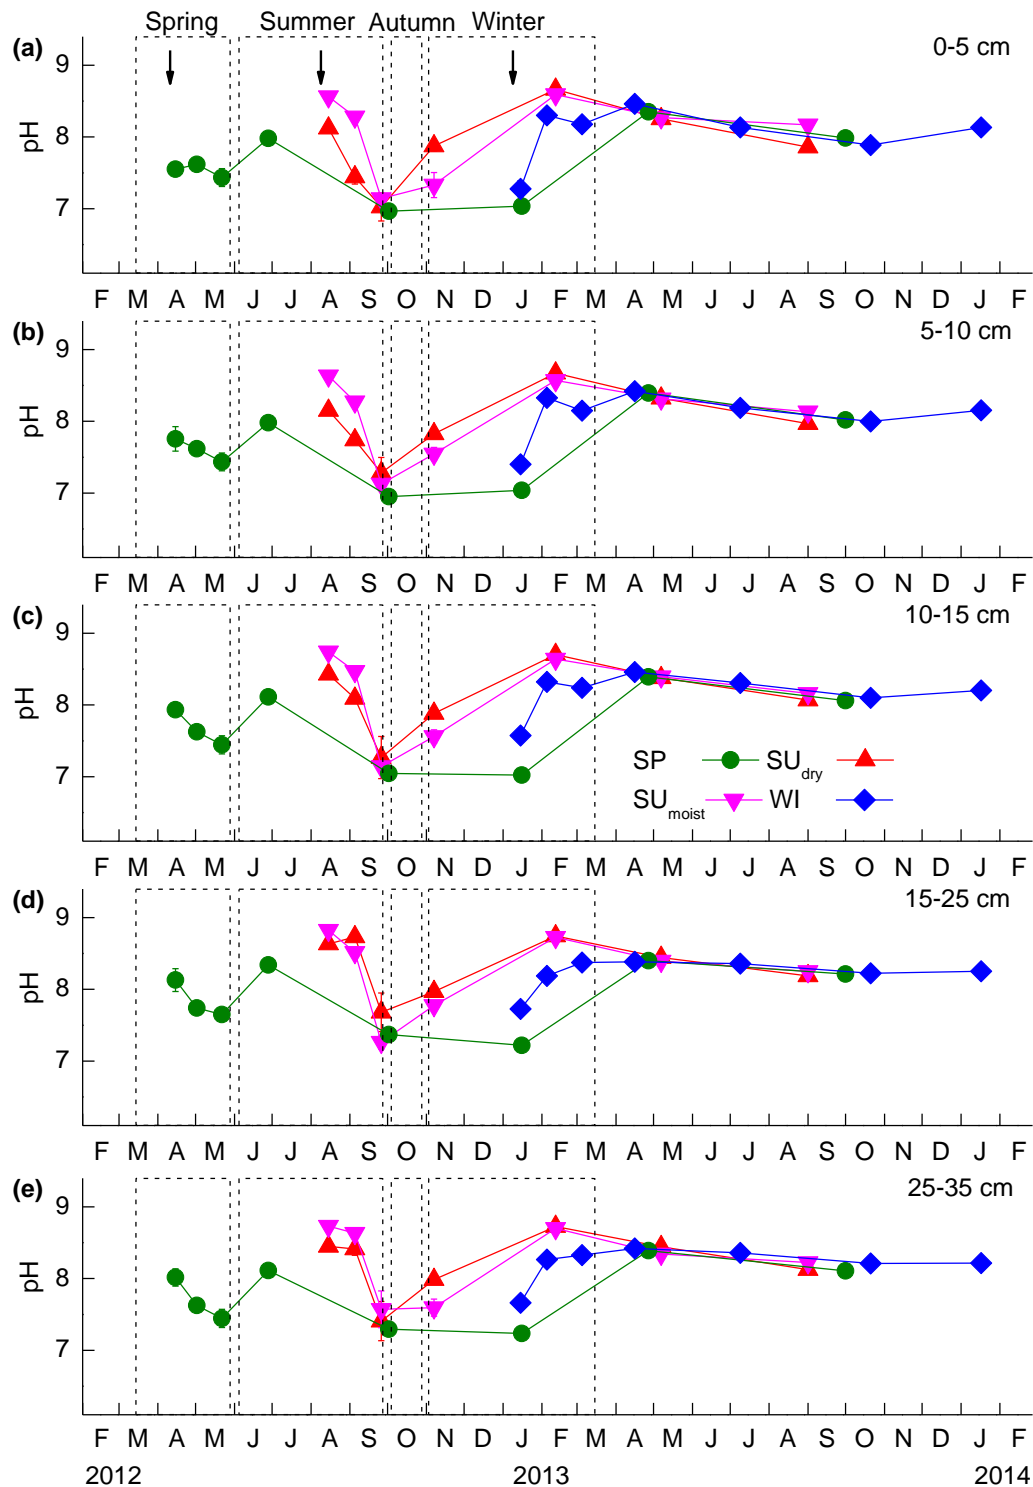 Spring Summer Autumn Winter
(a) 0-5 cm
9
8
7
pH
F M A M J J A S O N D J F M A M J J A S O N D J F
(b) 5-10 cm
9
8
7
pH
F M A M J J A S O N D J F M A M J J A S O N D J F
(c) 10-15 cm
9
8
7
pH
SP SUdry
SUmoist WI
F M A M J J A S O N D J F M A M J J A S O N D J F
(d) 15-25 cm
9
8
7
pH
F M A M J J A S O N D J F M A M J J A S O N D J F
(e) 25-35 cm
9
8
7
pH
F M A M J J A S O N D J F M A M J J A S O N D J F
2012 2013 2014